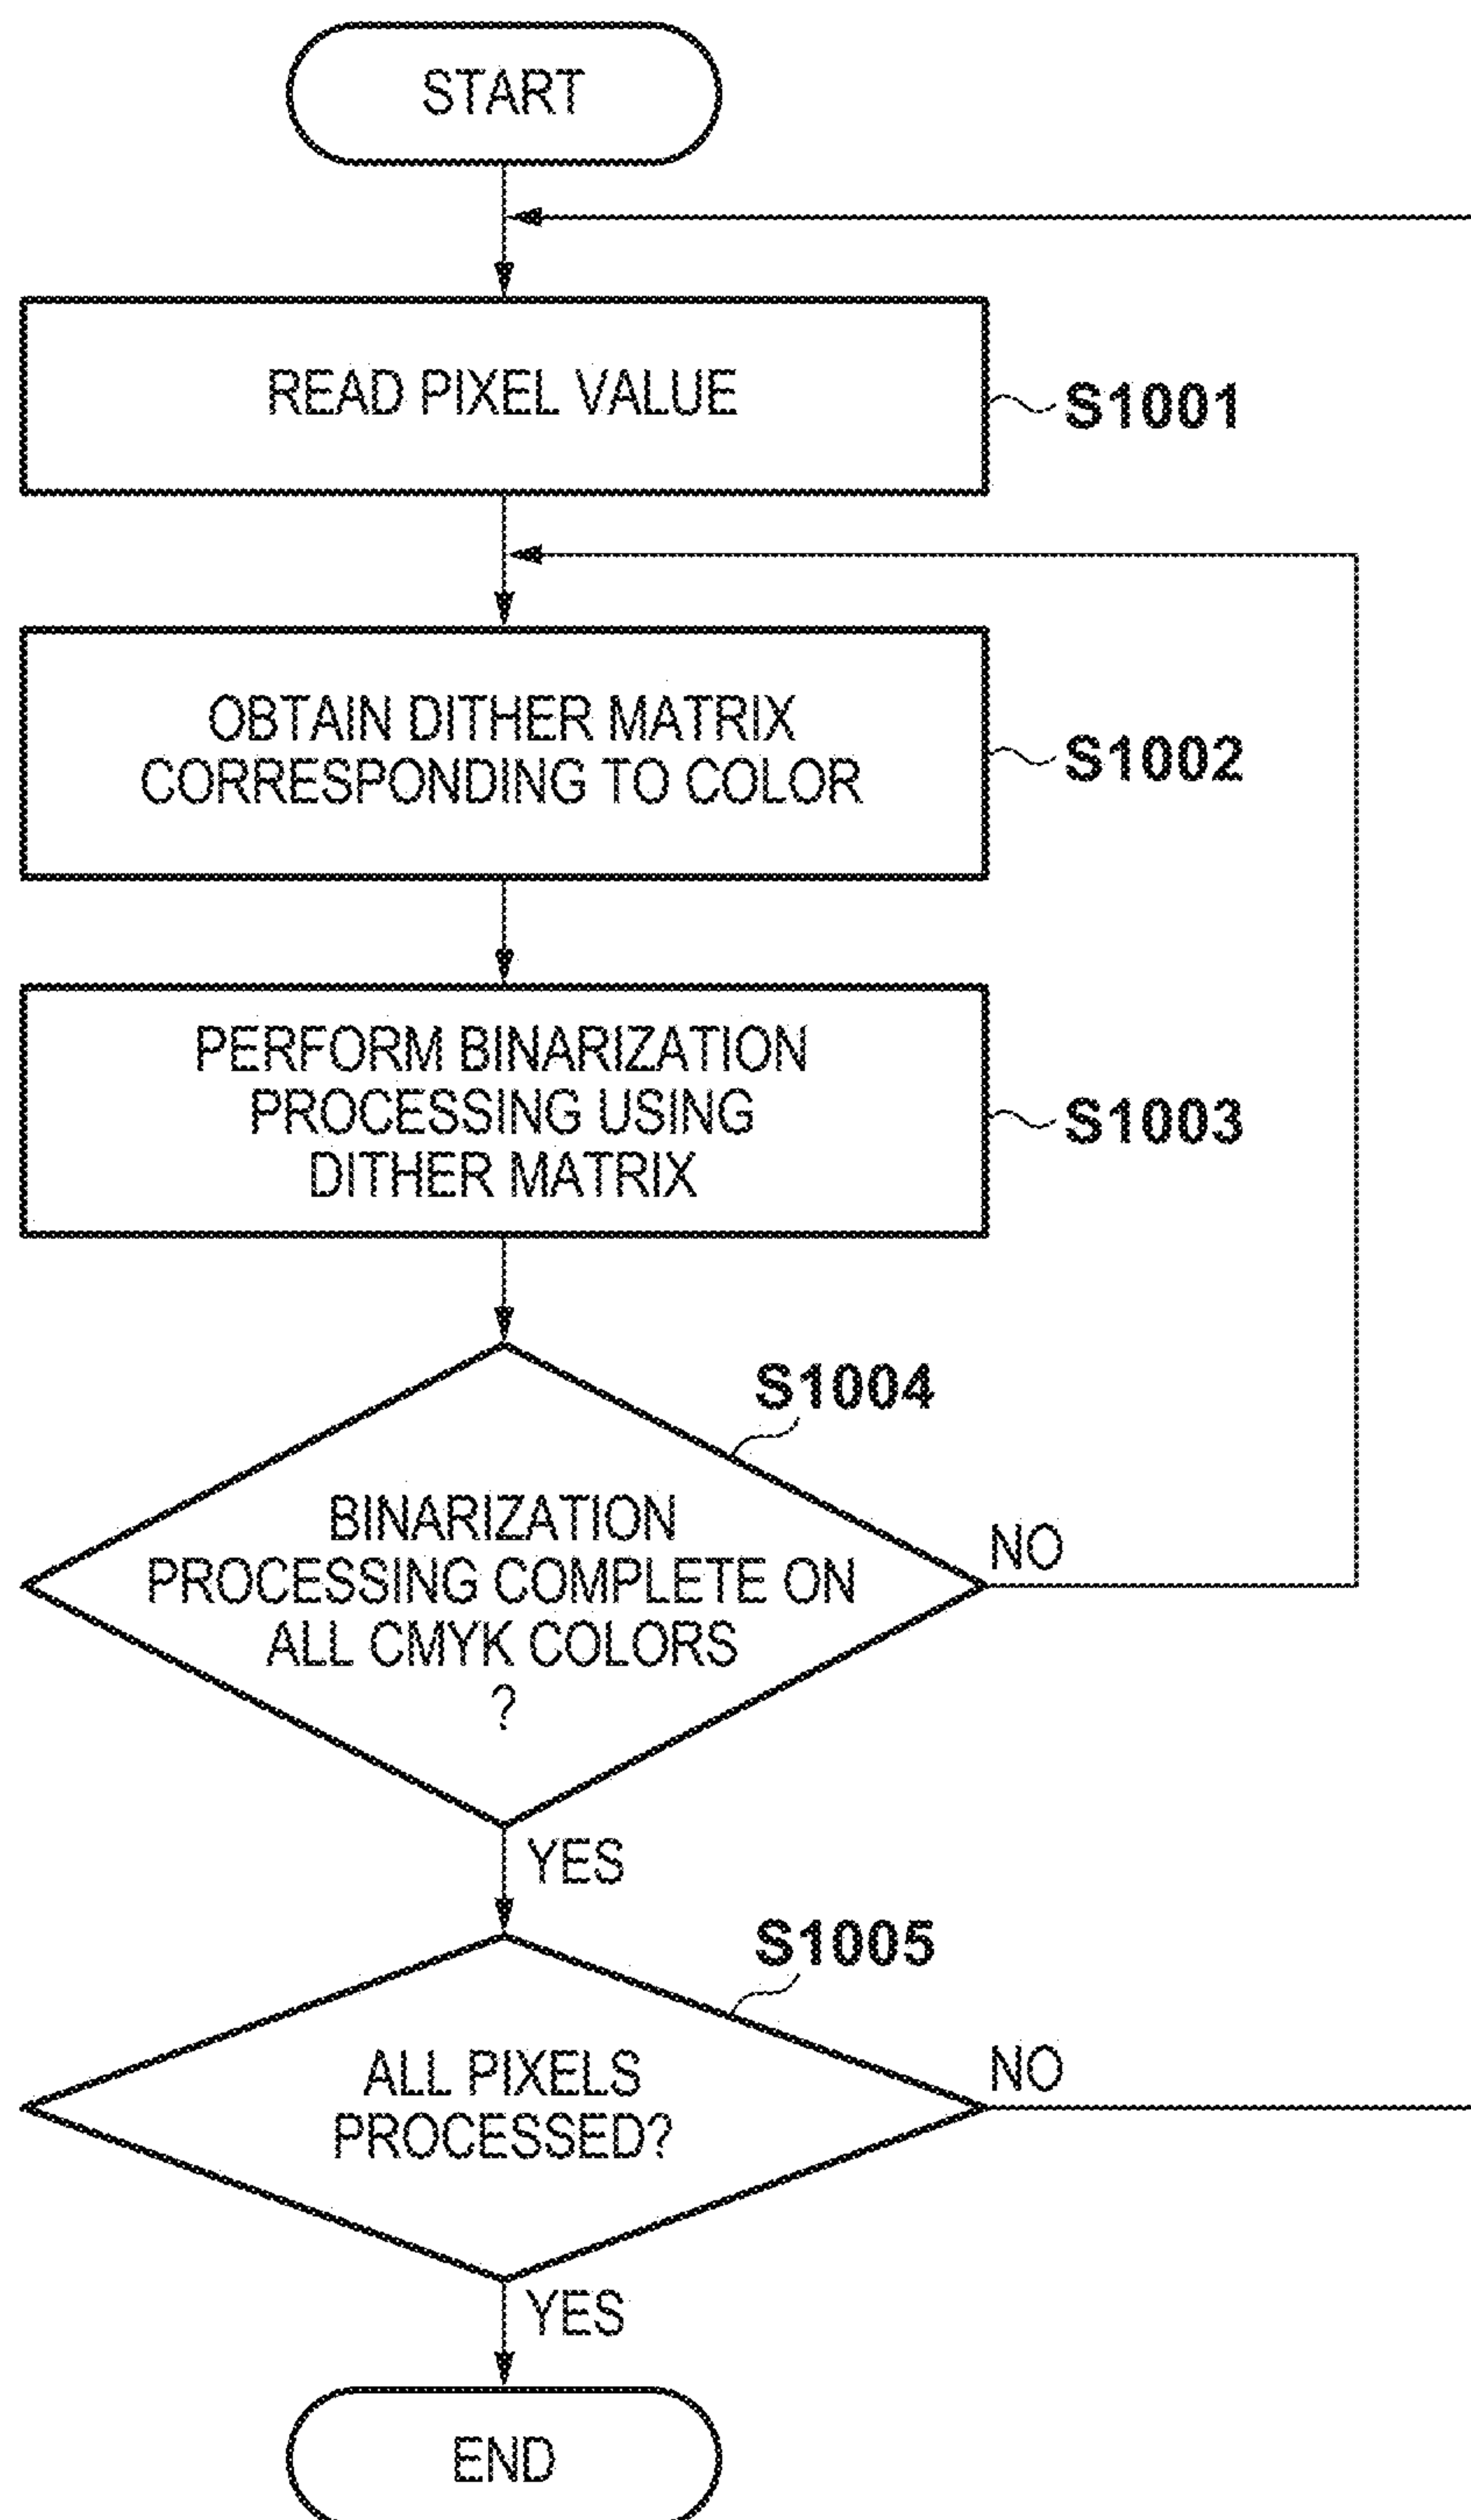 START
READ PIXEL VALUE
S1001
OBTAIN DITHER MATRIX
CORRESPONDING TO COLOR
S1002
PERFORM BINARIZATION
PROCESSING USING
DITHER MATRIX
S1003
S1004
BINARIZATION
PROCESSING COMPLETE ON
ALL CMYK COLORS
?
NO
YES
S1005
ALL PIXELS
PROCESSED?
NO
YES
END